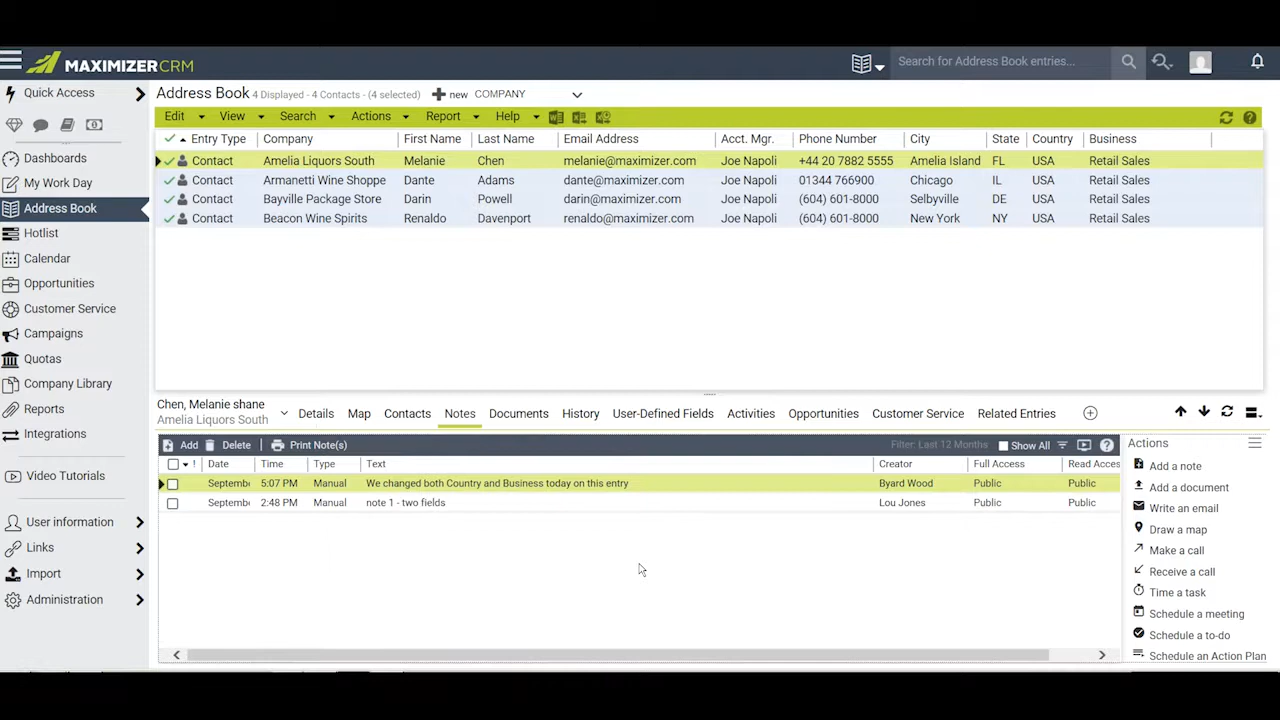 MAXIMIZER CRM
Search for Address Book entries...
Quick Access
Dashboards
My Work Day
Address Book
Hotlist
Calendar
Opportunities
Customer Service
Campaigns
Quotas
Company Library
Reports
Integrations
Video Tutorials
User information
Links
Import
Administration
Address Book 4 Displayed - 4 Contacts - (4 selected) new COMPANY
Edit View Search Actions Report Help
Entry Type Company First Name Last Name Email Address Acct. Mgr. Phone Number City State Country Business
Contact Amelia Liquors South Melanie Chen melanie@maximizer.com Joe Napoli +44 20 7882 5555 Amelia Island FL USA Retail Sales
Contact Armanetti Wine Shoppe Dante Adams dante@maximizer.com Joe Napoli 01344 766900 Chicago IL USA Retail Sales
Contact Bayville Package Store Darin Powell darin@maximizer.com Joe Napoli (604) 601-8000 Selbyville DE USA Retail Sales
Contact Beacon Wine Spirits Renaldo Davenport renaldo@maximizer.com Joe Napoli (604) 601-8000 New York NY USA Retail Sales
Chen, Melanie shane
Amelia Liquors South
Details Map Contacts Notes Documents History User-Defined Fields Activities Opportunities Customer Service Related Entries
Add Delete Print Note(s) Filter: Last 12 Months Show All
! Date Time Type Text Creator Full Access Read Acces
Septembe 5:07 PM Manual We changed both Country and Business today on this entry Byard Wood Public Public
Septembe 2:48 PM Manual note 1 - two fields Lou Jones Public Public
Actions
Add a note
Add a document
Write an email
Draw a map
Make a call
Receive a call
Time a task
Schedule a meeting
Schedule a to-do
Schedule an Action Plan